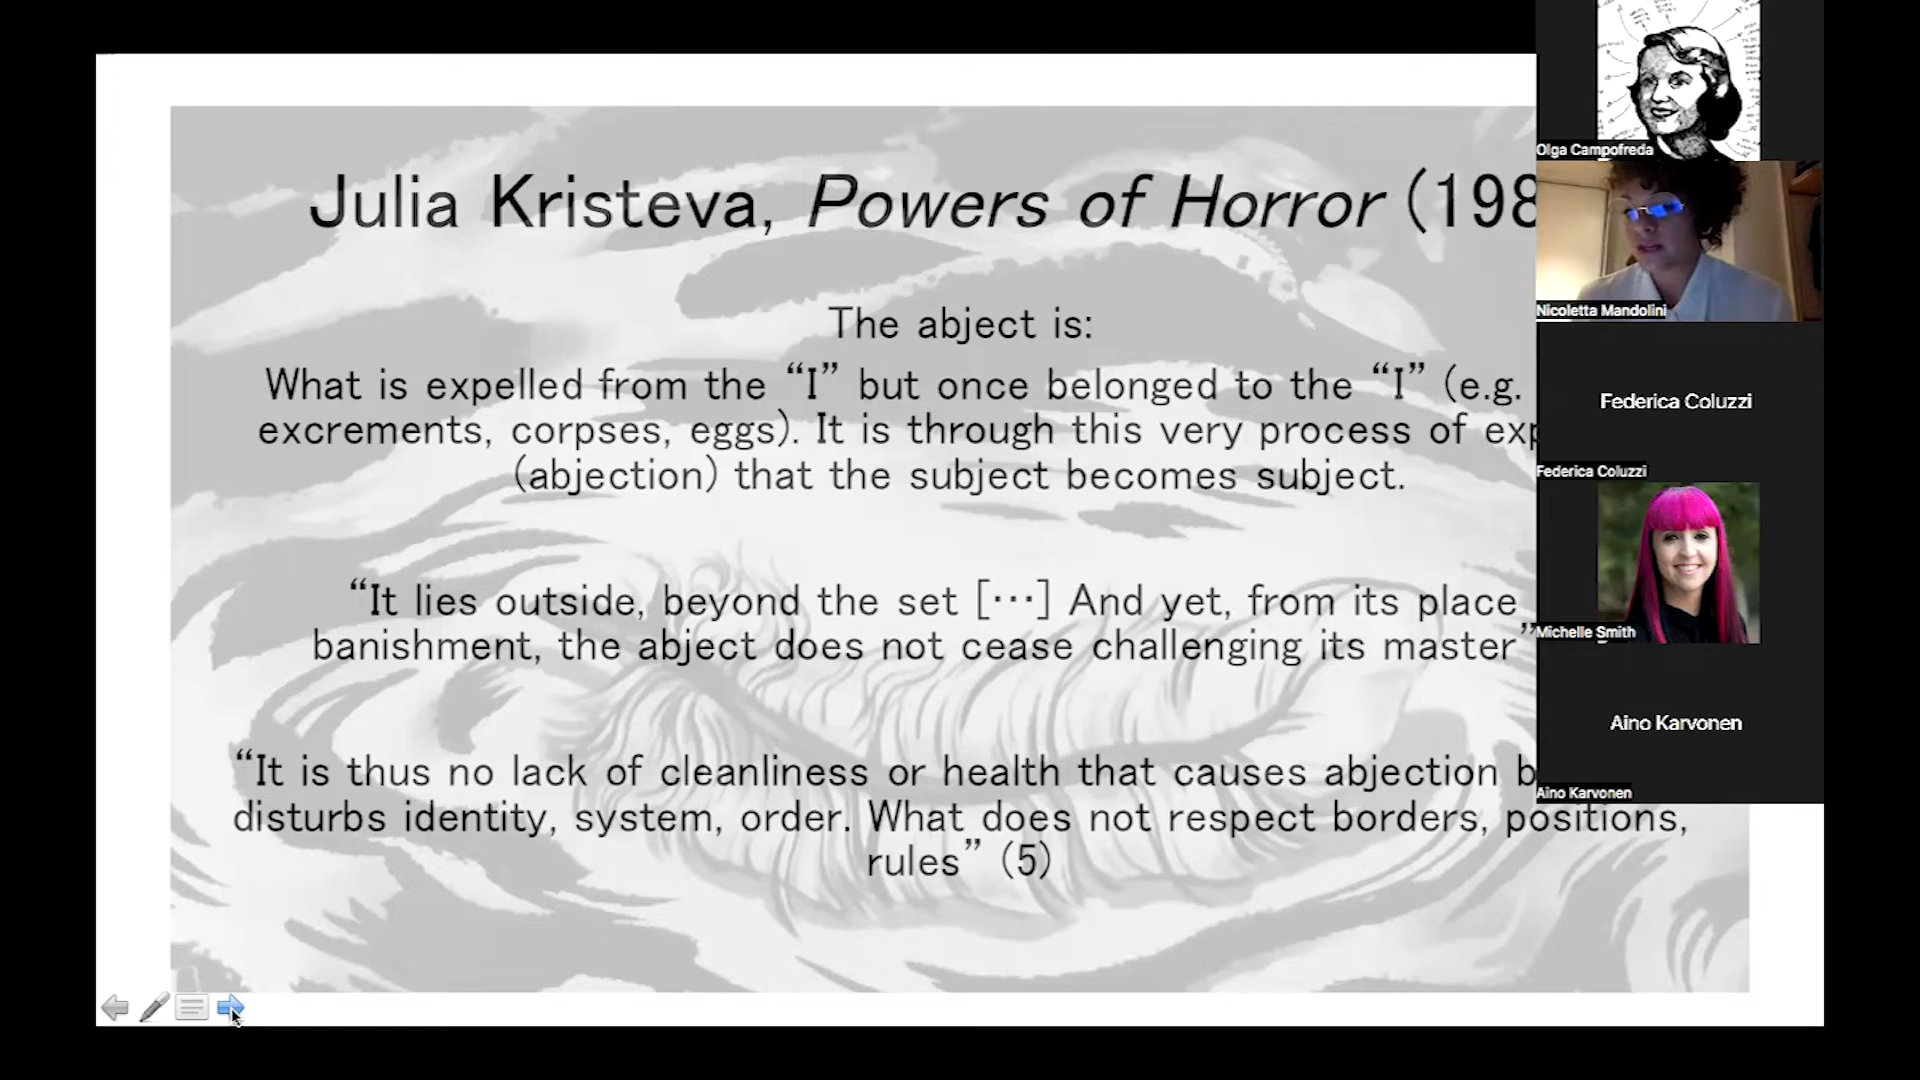 Julia Kristeva, Powers of Horror (198
The abject is:
What is expelled from the “I” but once belonged to the “I” (e.g.
excrements, corpses, eggs). It is through this very process of exp
(abjection) that the subject becomes subject.
“It lies outside, beyond the set […] And yet, from its place
banishment, the abject does not cease challenging its master”
“It is thus no lack of cleanliness or health that causes abjection b
disturbs identity, system, order. What does not respect borders, positions,
rules” (5)
Olga Campofreda
Nicoletta Mandolini
Federica Coluzzi
Federica Coluzzi
Michelle Smith
Aino Karvonen
Aino Karvonen